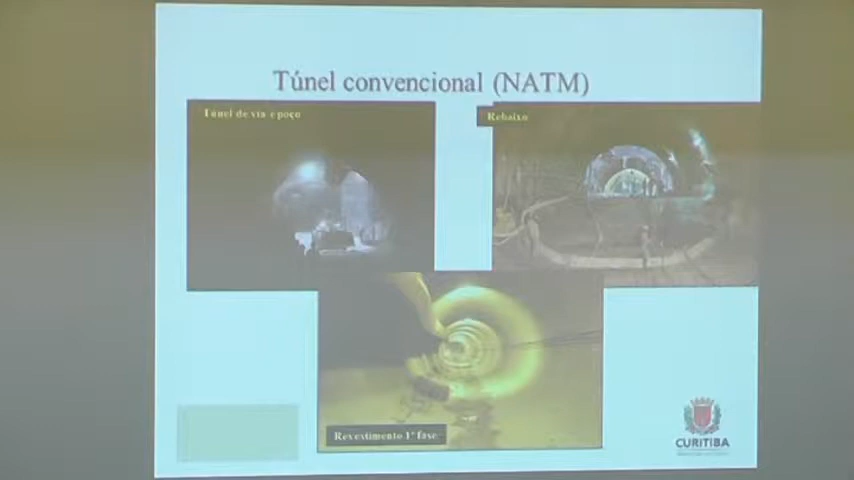 Túnel convencional (NATM)
Túnel de via e poço
Rebaixo
Revestimento 1ª fase
CURITIBA